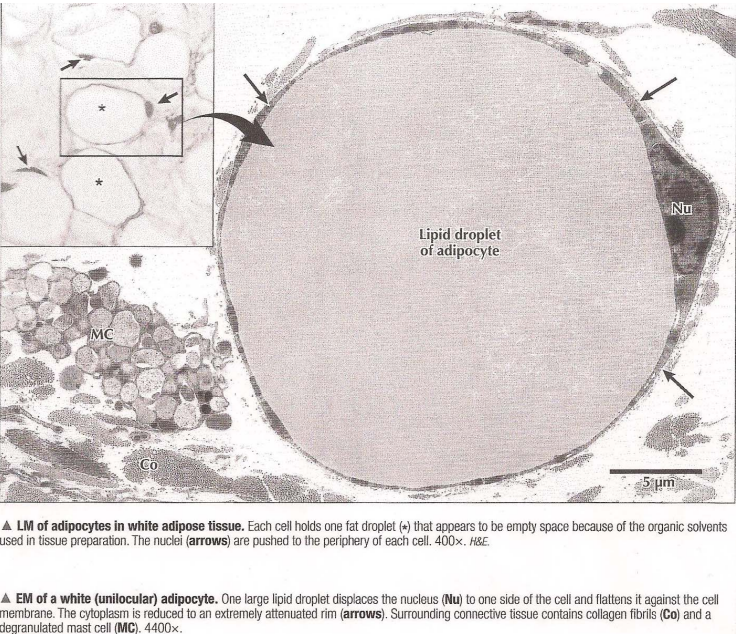 *
*
Nu
Lipid droplet
of adipocyte
MC
Co
5 µm
▲ LM of adipocytes in white adipose tissue. Each cell holds one fat droplet (*) that appears to be empty space because of the organic solvents
used in tissue preparation. The nuclei (arrows) are pushed to the periphery of each cell. 400×. H&E.
▲ EM of a white (unilocular) adipocyte. One large lipid droplet displaces the nucleus (Nu) to one side of the cell and flattens it against the cell
membrane. The cytoplasm is reduced to an extremely attenuated rim (arrows). Surrounding connective tissue contains collagen fibrils (Co) and a
degranulated mast cell (MC). 4400×.